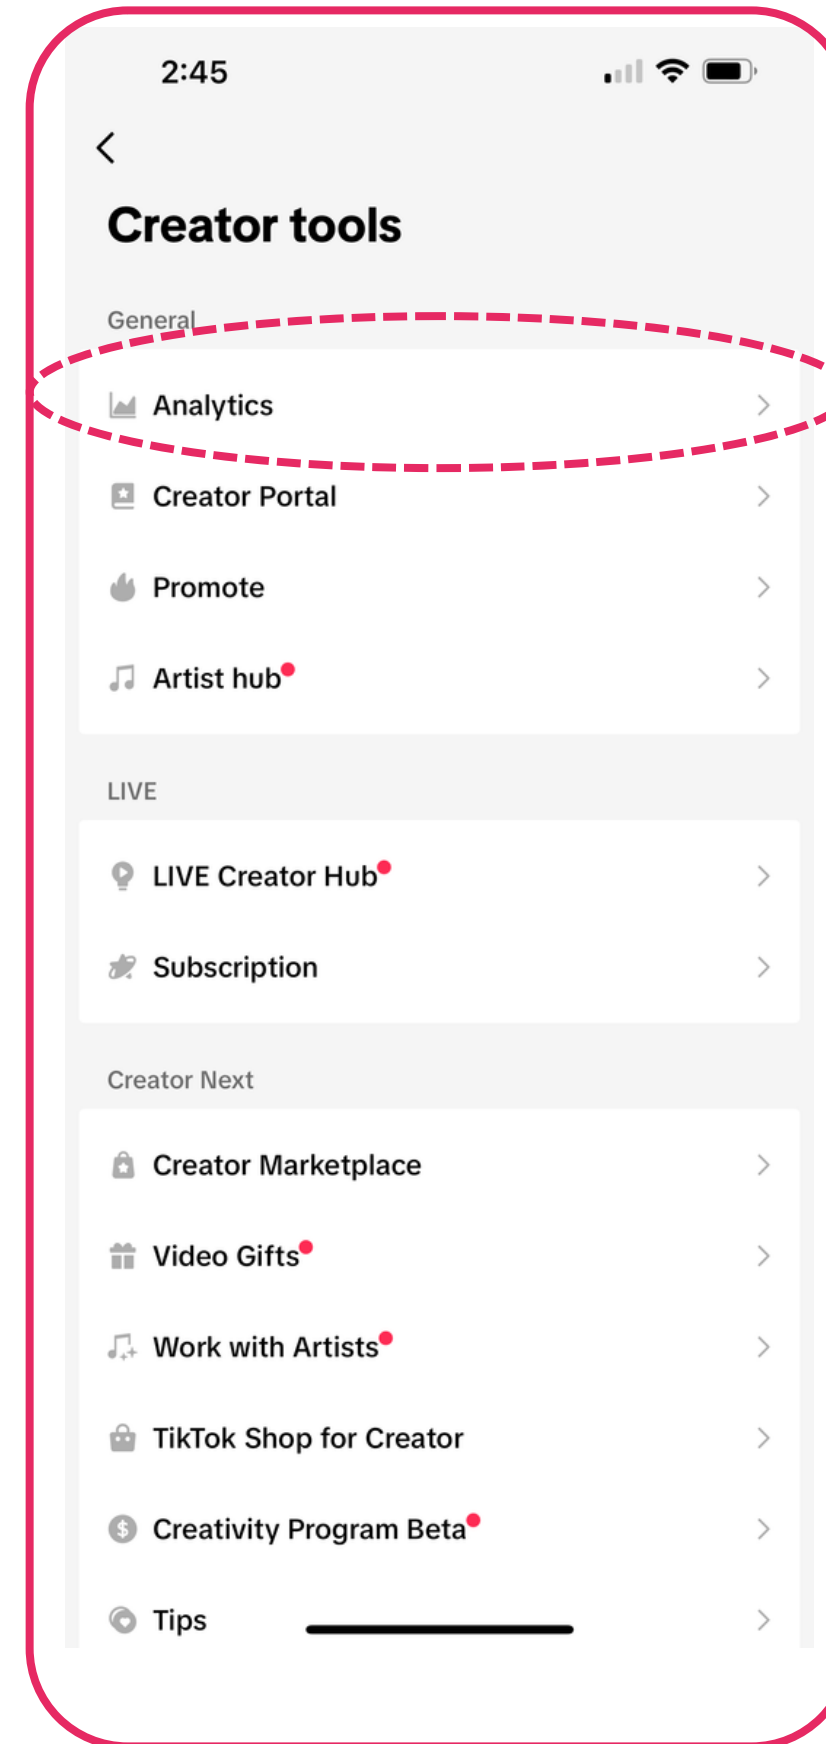 2:45
Creator tools
General
Analytics
Creator Portal
Promote
Artist hub
LIVE
LIVE Creator Hub
Subscription
Creator Next
Creator Marketplace
Video Gifts
Work with Artists
TikTok Shop for Creator
Creativity Program Beta
Tips